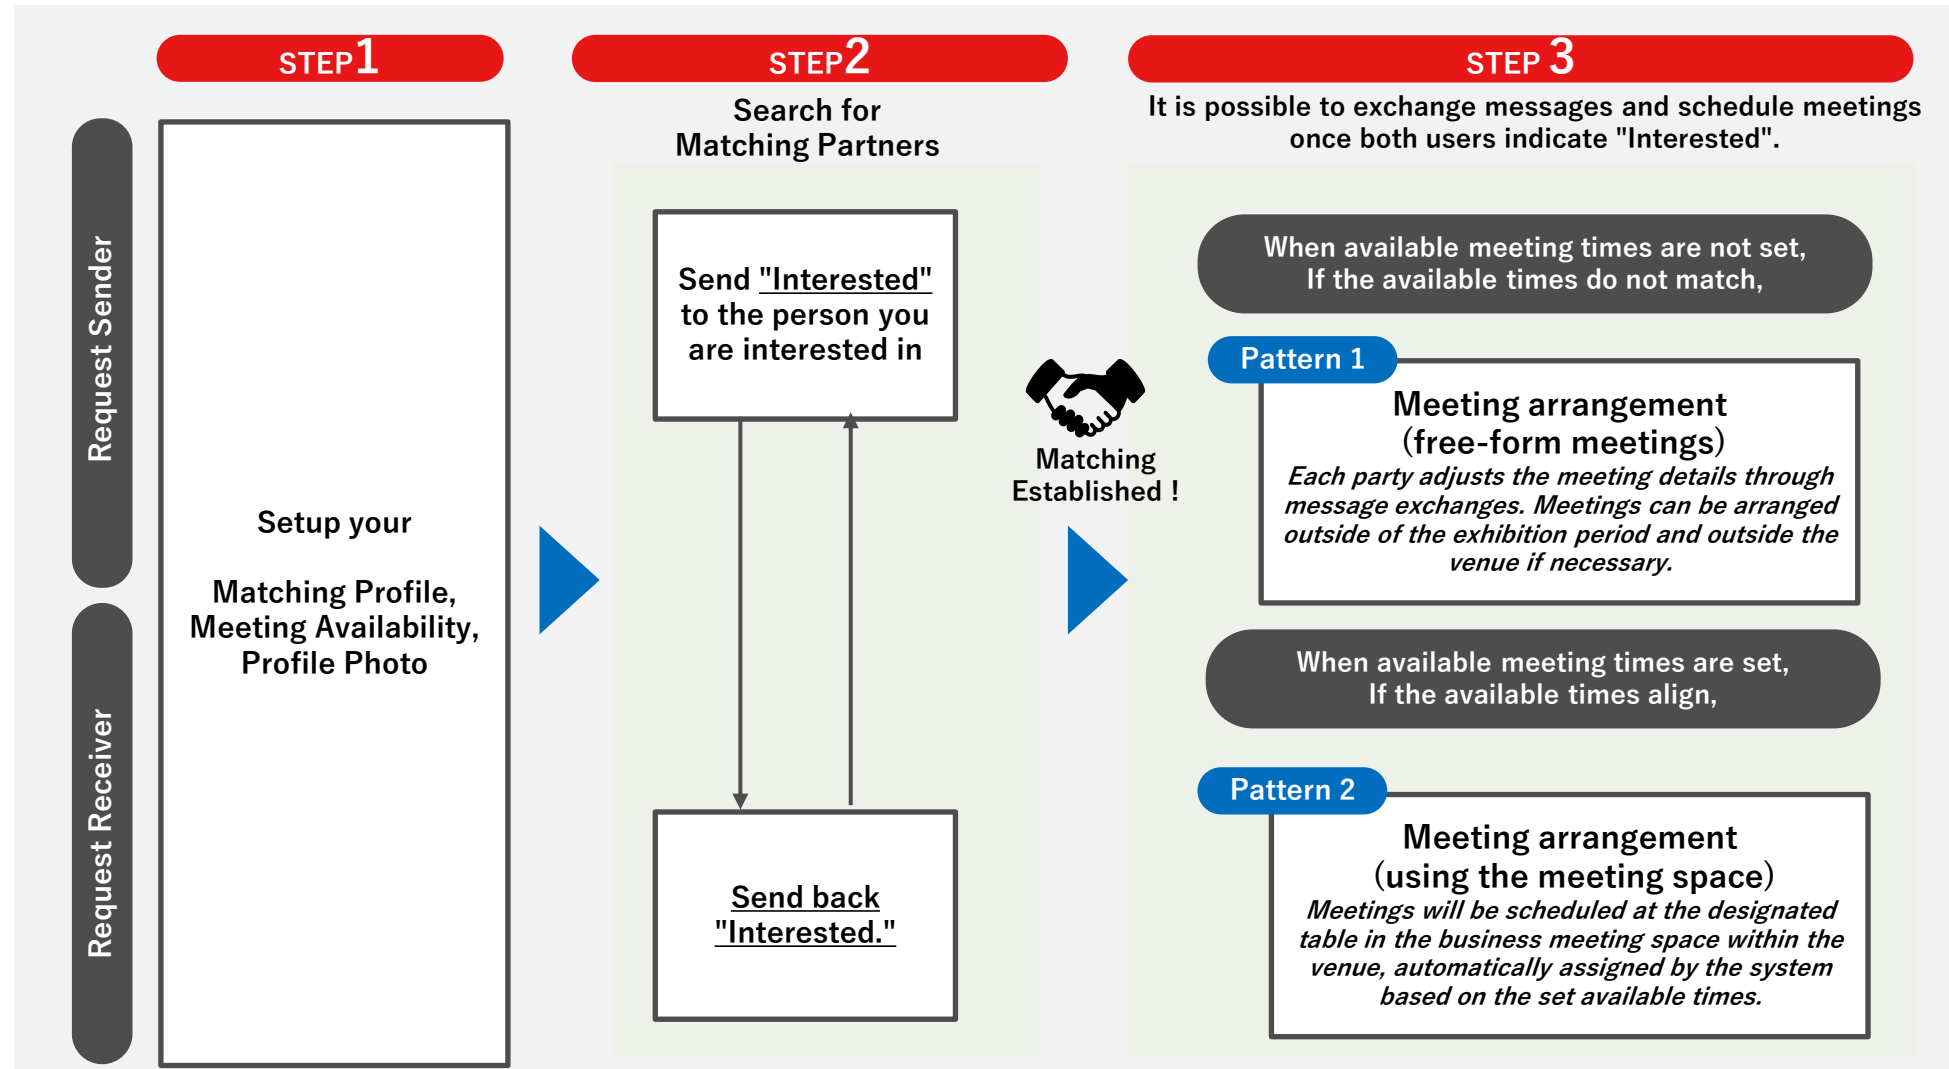 STEP1
STEP2
STEP 3
Request Sender
Request Receiver
Setup your
Matching Profile,
Meeting Availability,
Profile Photo
Search for
Matching Partners
Send "Interested"
to the person you
are interested in
Send back
"Interested."
Matching
Established !
It is possible to exchange messages and schedule meetings
once both users indicate "Interested".
When available meeting times are not set,
If the available times do not match,
Pattern 1
Meeting arrangement
(free-form meetings)
Each party adjusts the meeting details through
message exchanges. Meetings can be arranged
outside of the exhibition period and outside the
venue if necessary.
When available meeting times are set,
If the available times align,
Pattern 2
Meeting arrangement
(using the meeting space)
Meetings will be scheduled at the designated
table in the business meeting space within the
venue, automatically assigned by the system
based on the set available times.